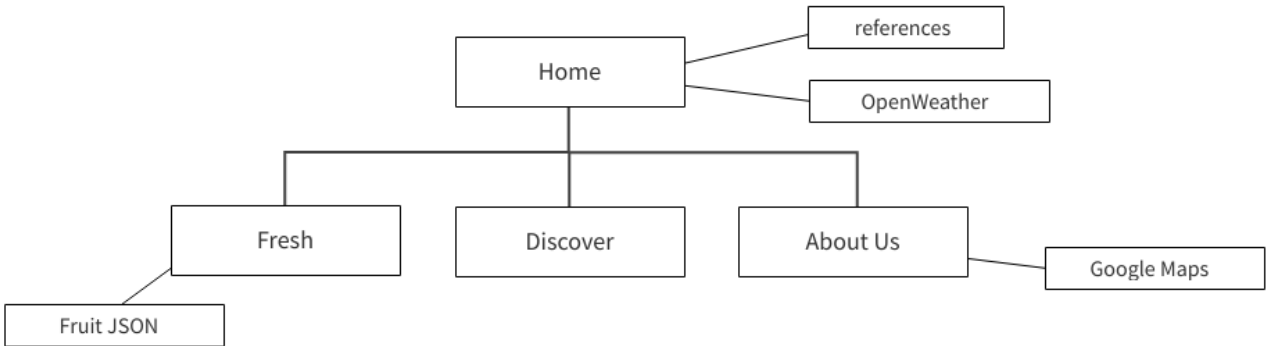 references
Home
OpenWeather
Fresh
Discover
About Us
Google Maps
Fruit JSON